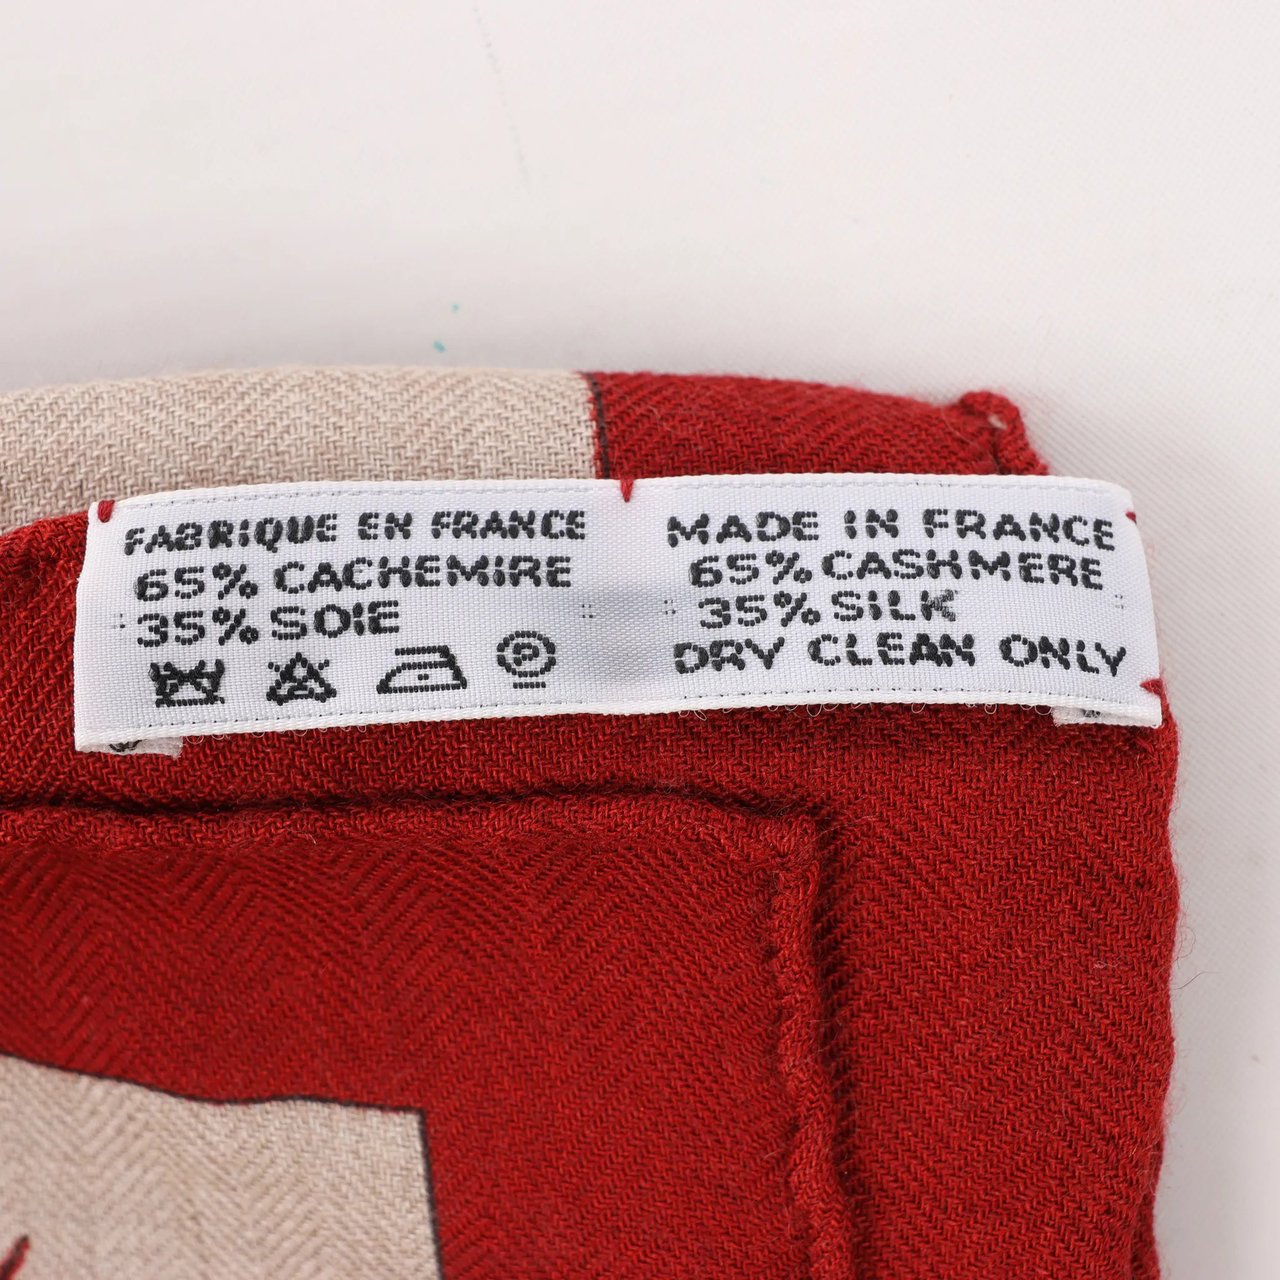 FABRIQUE EN FRANCE
65% CACHEMIRE
35% SOIE
P
MADE IN FRANCE
65% CASHMERE
35% SILK
DRY CLEAN ONLY